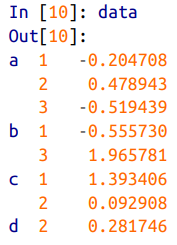 In [10]: data
Out[10]:
a  1   -0.204708
   2    0.478943
   3   -0.519439
b  1   -0.555730
   3    1.965781
c  1    1.393406
   2    0.092908
d  2    0.281746